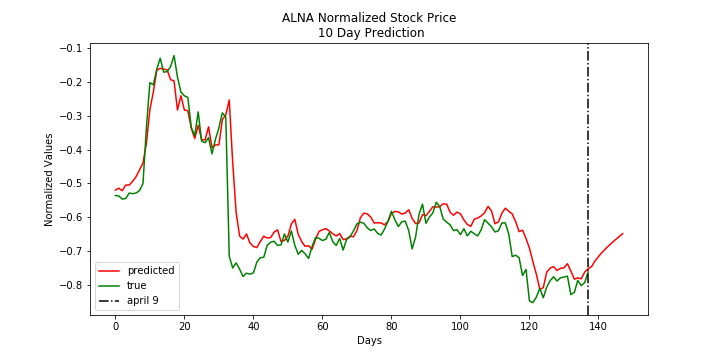 ALNA Normalized Stock Price
10 Day Prediction
Normalized Values
−0.1
−0.2
−0.3
−0.4
−0.5
−0.6
−0.7
−0.8
predicted
true
april 9
0 20 40 60 80 100 120 140
Days